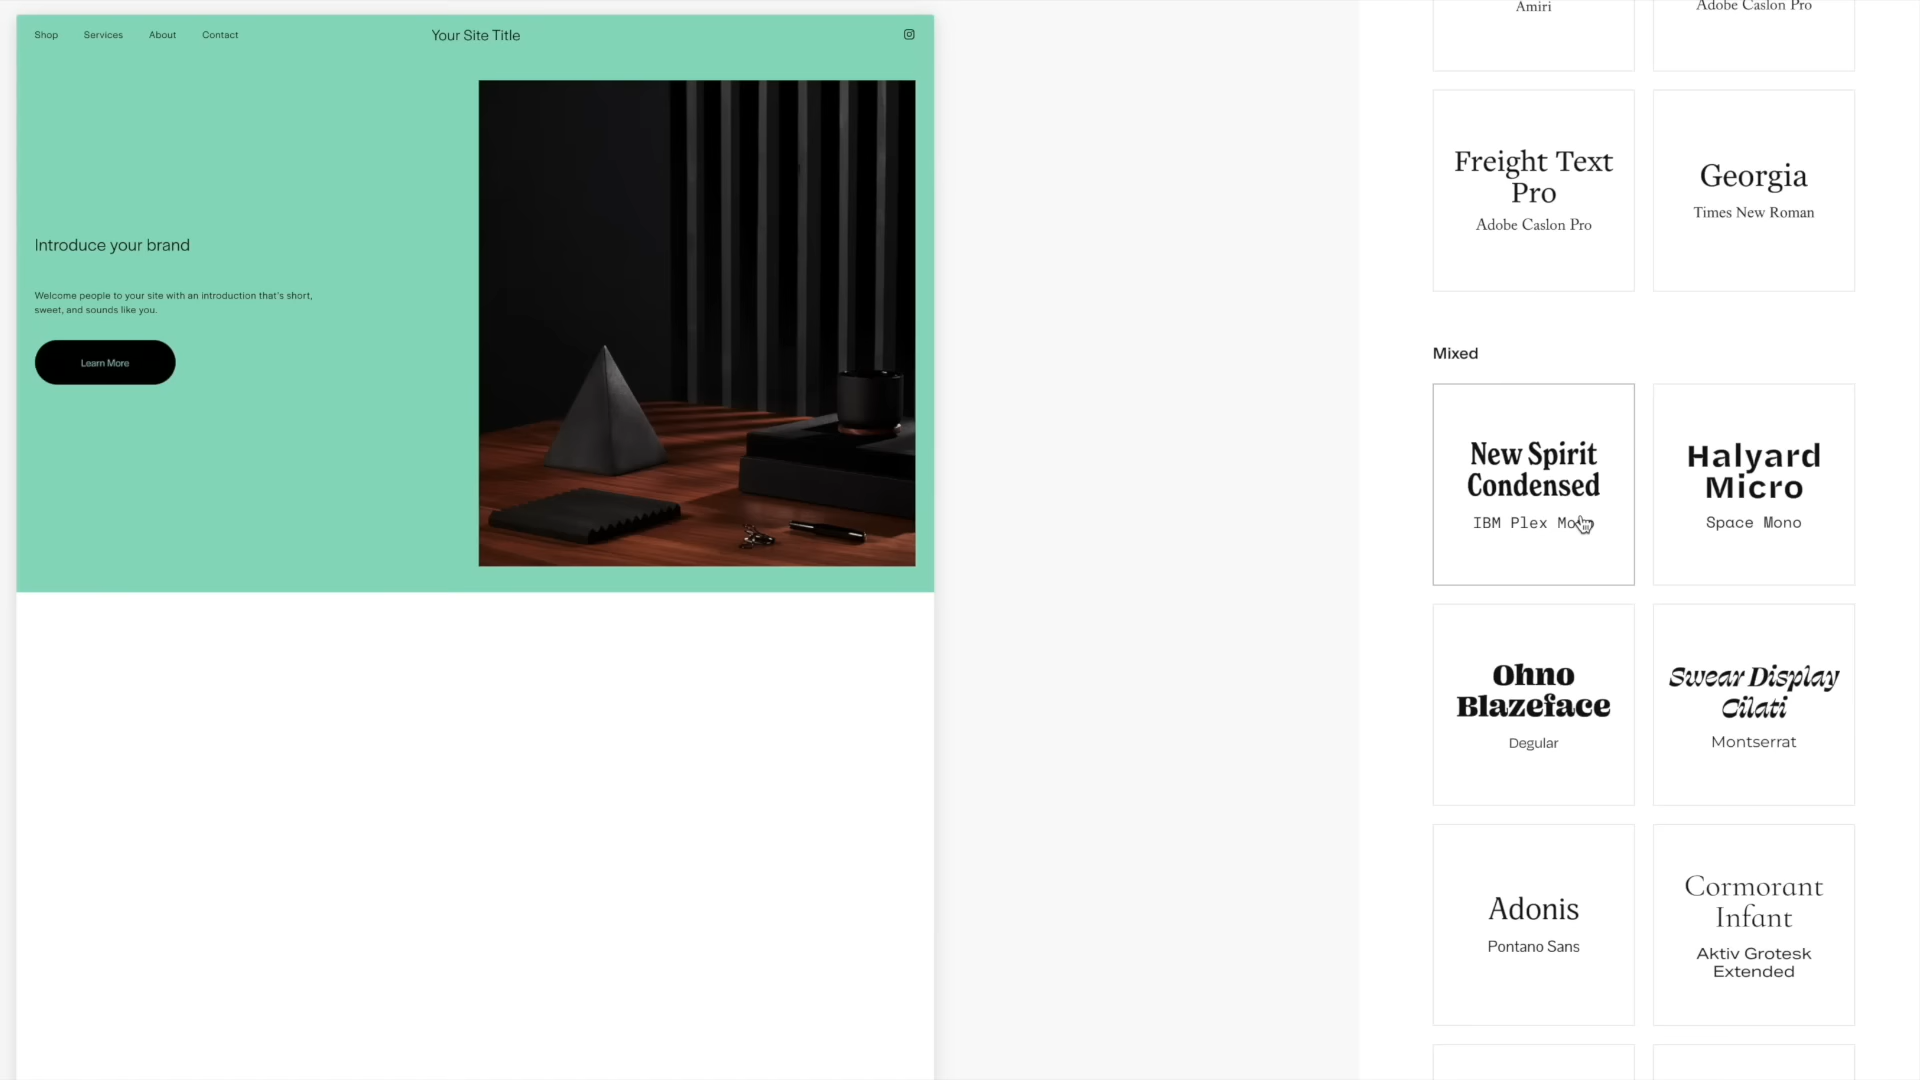 Shop Services About Contact Your Site Title
Introduce your brand
Welcome people to your site with an introduction that's short,
sweet, and sounds like you.
Learn More
Amiri
Adobe Caslon Pro
Freight Text
Pro
Adobe Caslon Pro
Georgia
Times New Roman
Mixed
New Spirit
Condensed
IBM Plex
Halyard
Micro
Space Mono
Ohno
Blazeface
Degular
Swear Display
Cilati
Montserrat
Adonis
Pontano Sans
Cormorant
Infant
Aktiv Grotesk
Extended